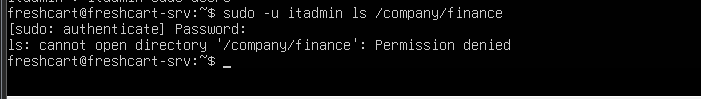 freshcart@freshcart-srv:~$ sudo -u itadmin ls /company/finance
[sudo: authenticate] Password:
ls: cannot open directory '/company/finance': Permission denied
freshcart@freshcart-srv:~$ _